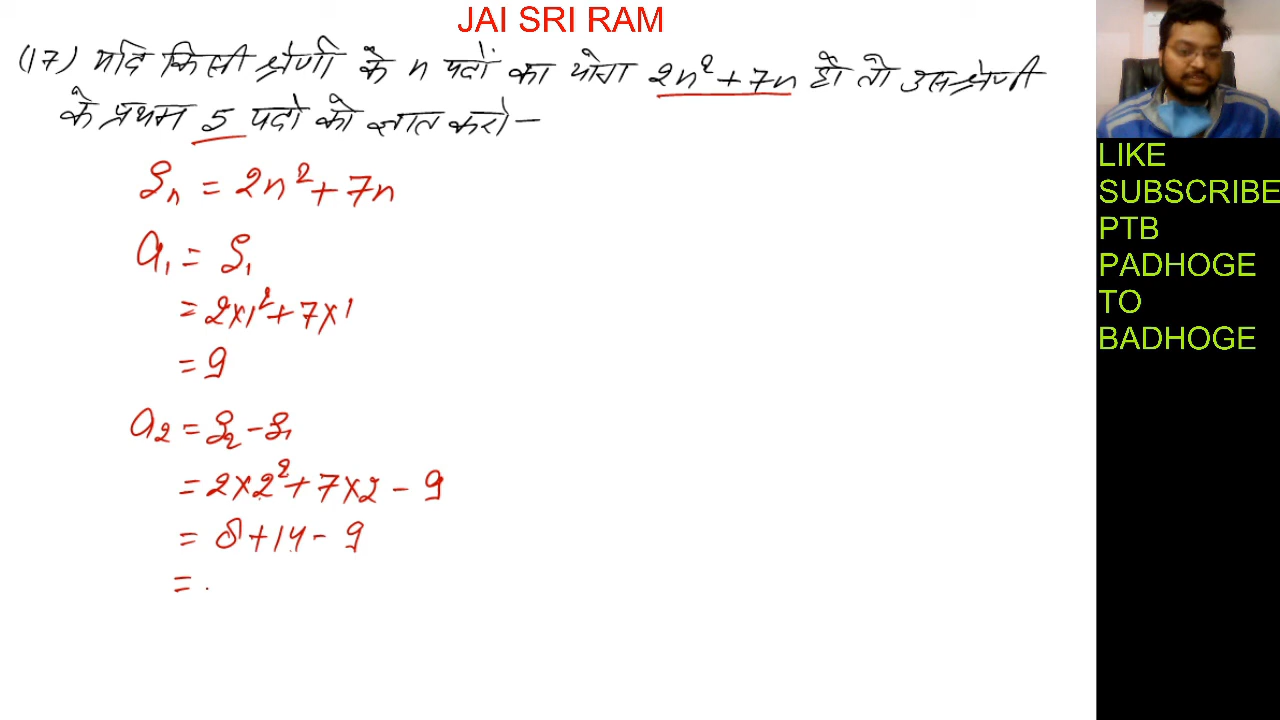 JAI SRI RAM
(17) यदि किसी श्रेणी के n पदों का योग 2n² + 7n हो तो उस श्रेणी
के प्रथम 5 पदो को ज्ञात करो -
Sₙ = 2n² + 7n
a₁ = S₁
= 2×1² + 7×1
= 9
a₂ = S₂ - S₁
= 2×2² + 7×2 - 9
= 8 + 14 - 9
=
LIKE
SUBSCRIBE
PTB
PADHOGE
TO
BADHOGE